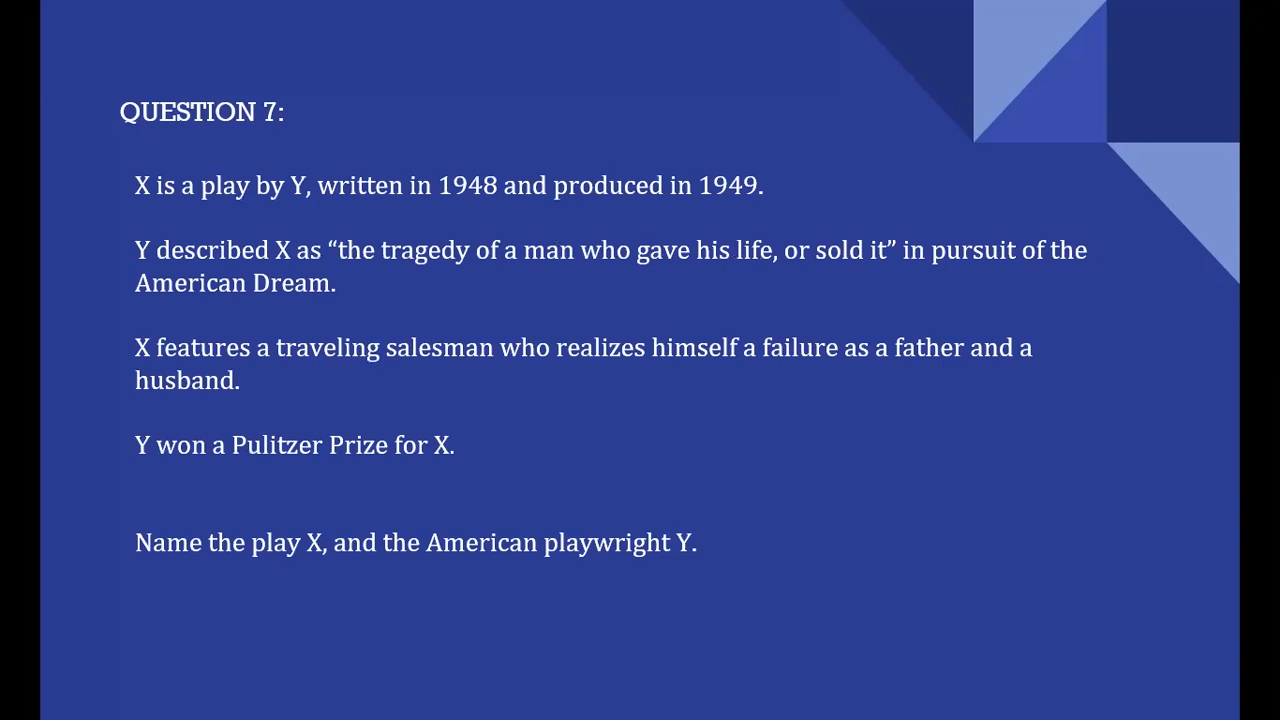 QUESTION 7:
X is a play by Y, written in 1948 and produced in 1949.
Y described X as “the tragedy of a man who gave his life, or sold it” in pursuit of the
American Dream.
X features a traveling salesman who realizes himself a failure as a father and a
husband.
Y won a Pulitzer Prize for X.
Name the play X, and the American playwright Y.